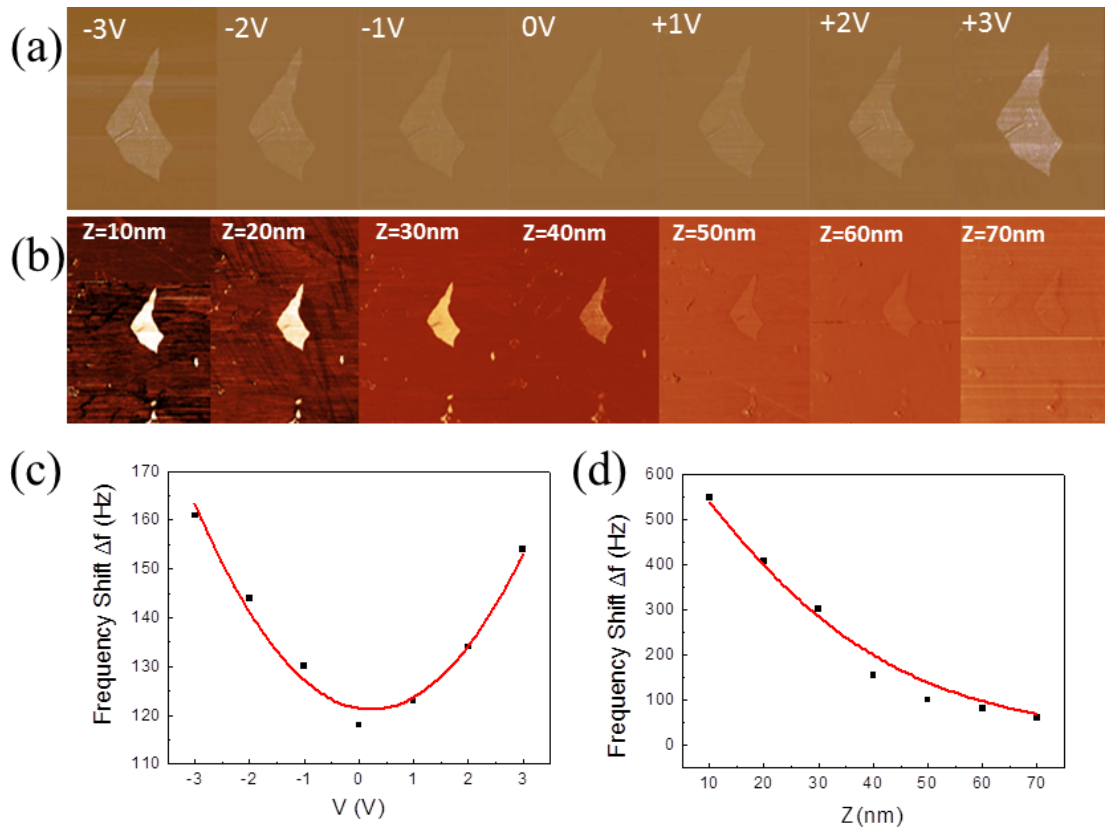 (a)
-3V -2V -1V 0V +1V +2V +3V
(b)
Z=10nm Z=20nm Z=30nm Z=40nm Z=50nm Z=60nm Z=70nm
(c)
170
160
150
140
130
120
110
Frequency Shift Δf (Hz)
-3 -2 -1 0 1 2 3
V (V)
(d)
600
500
400
300
200
100
0
Frequency Shift Δf (Hz)
10 20 30 40 50 60 70
Z (nm)